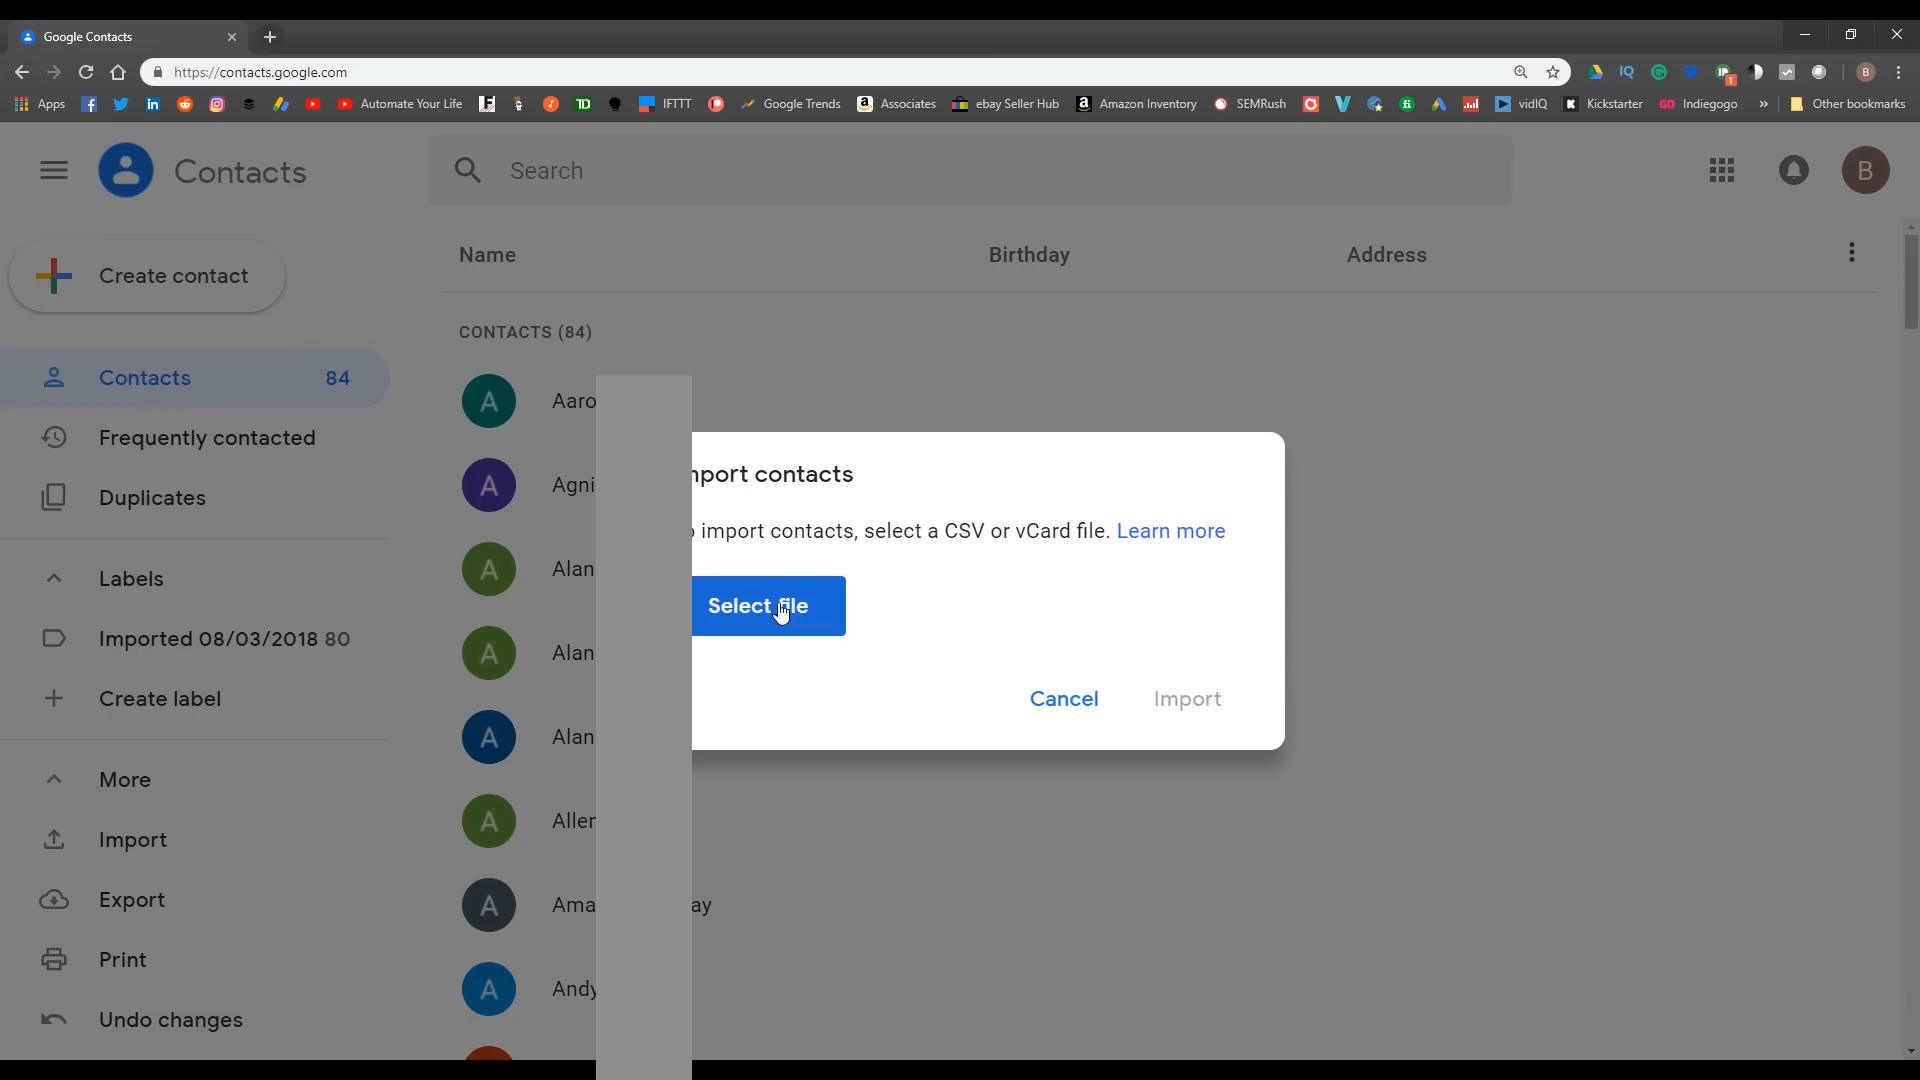 Google Contacts
https://contacts.google.com
B
Apps
Automate Your Life
TD
IFTTT
Google Trends
Associates
ebay Seller Hub
Amazon Inventory
SEMRush
vidIQ
Kickstarter
GO Indiegogo
»
Other bookmarks
Contacts
Search
B
Create contact
Name Birthday Address
CONTACTS (84)
Contacts 84
Frequently contacted
Duplicates
Labels
Imported 08/03/2018 80
Create label
More
Import
Export
Print
Undo changes
A Aaro
A Agni
A Alan
A Alan
A Alan
A Aller
A Ama ay
A Andy
mport contacts
o import contacts, select a CSV or vCard file. Learn more
Select file
Cancel Import